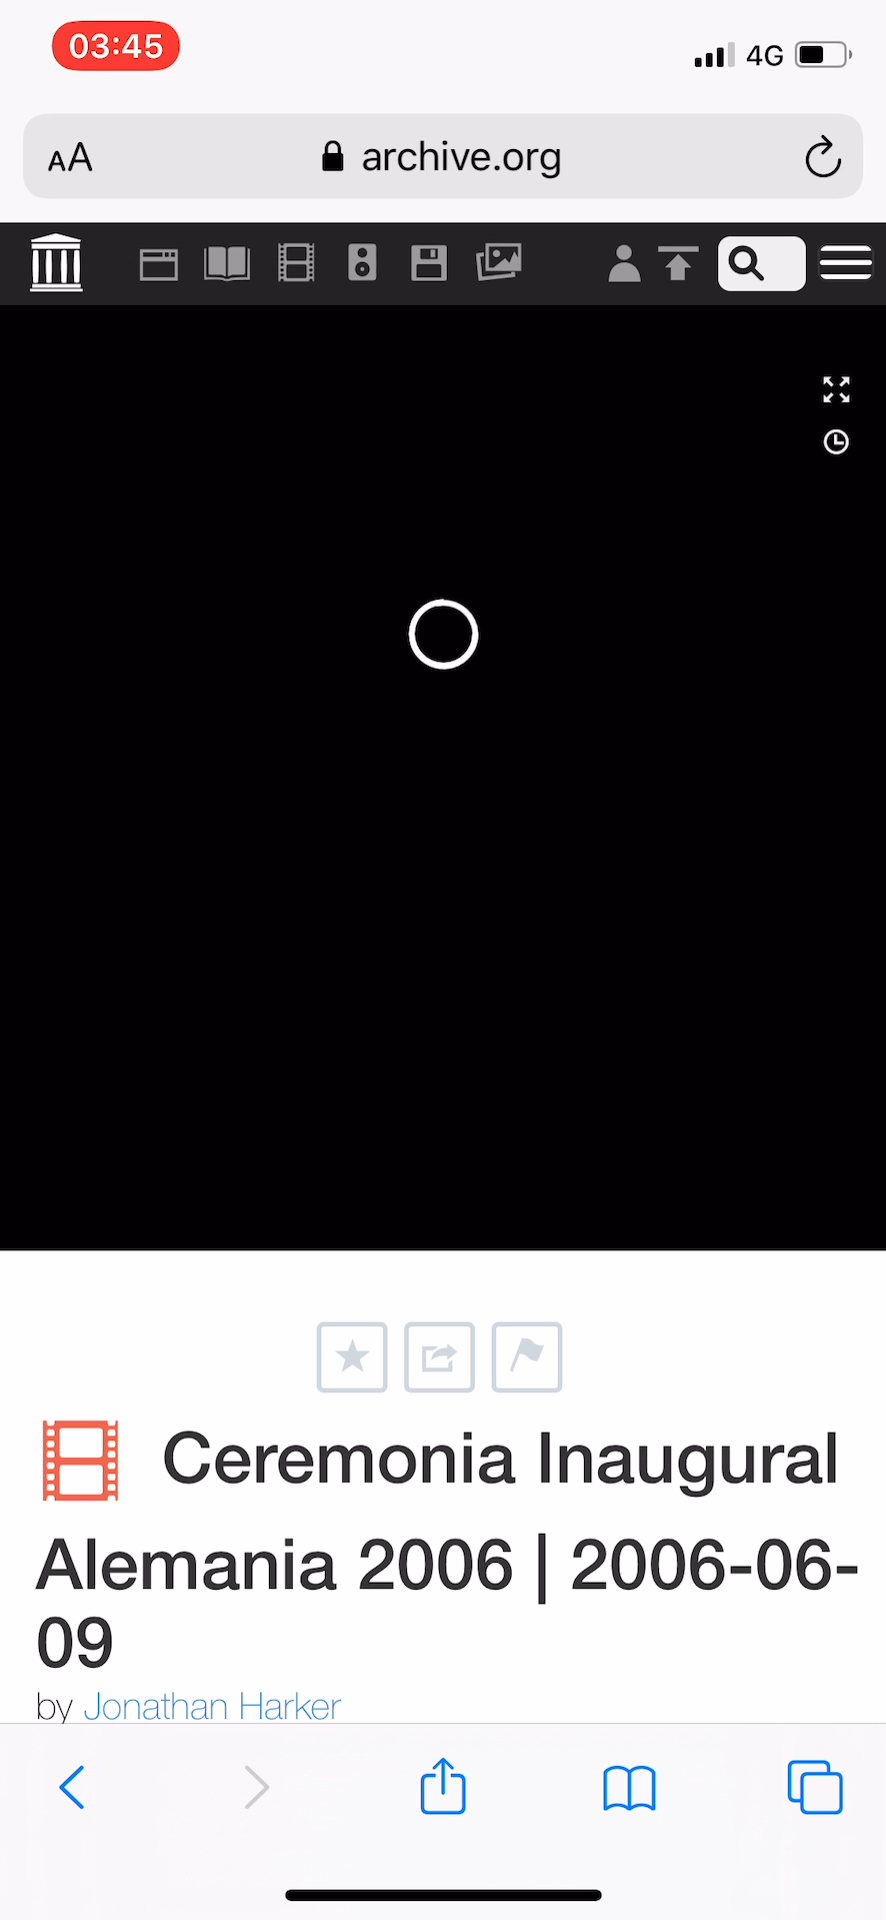 03:45
4G
AA
archive.org
Ceremonia Inaugural
Alemania 2006 | 2006-06-
09
by Jonathan Harker